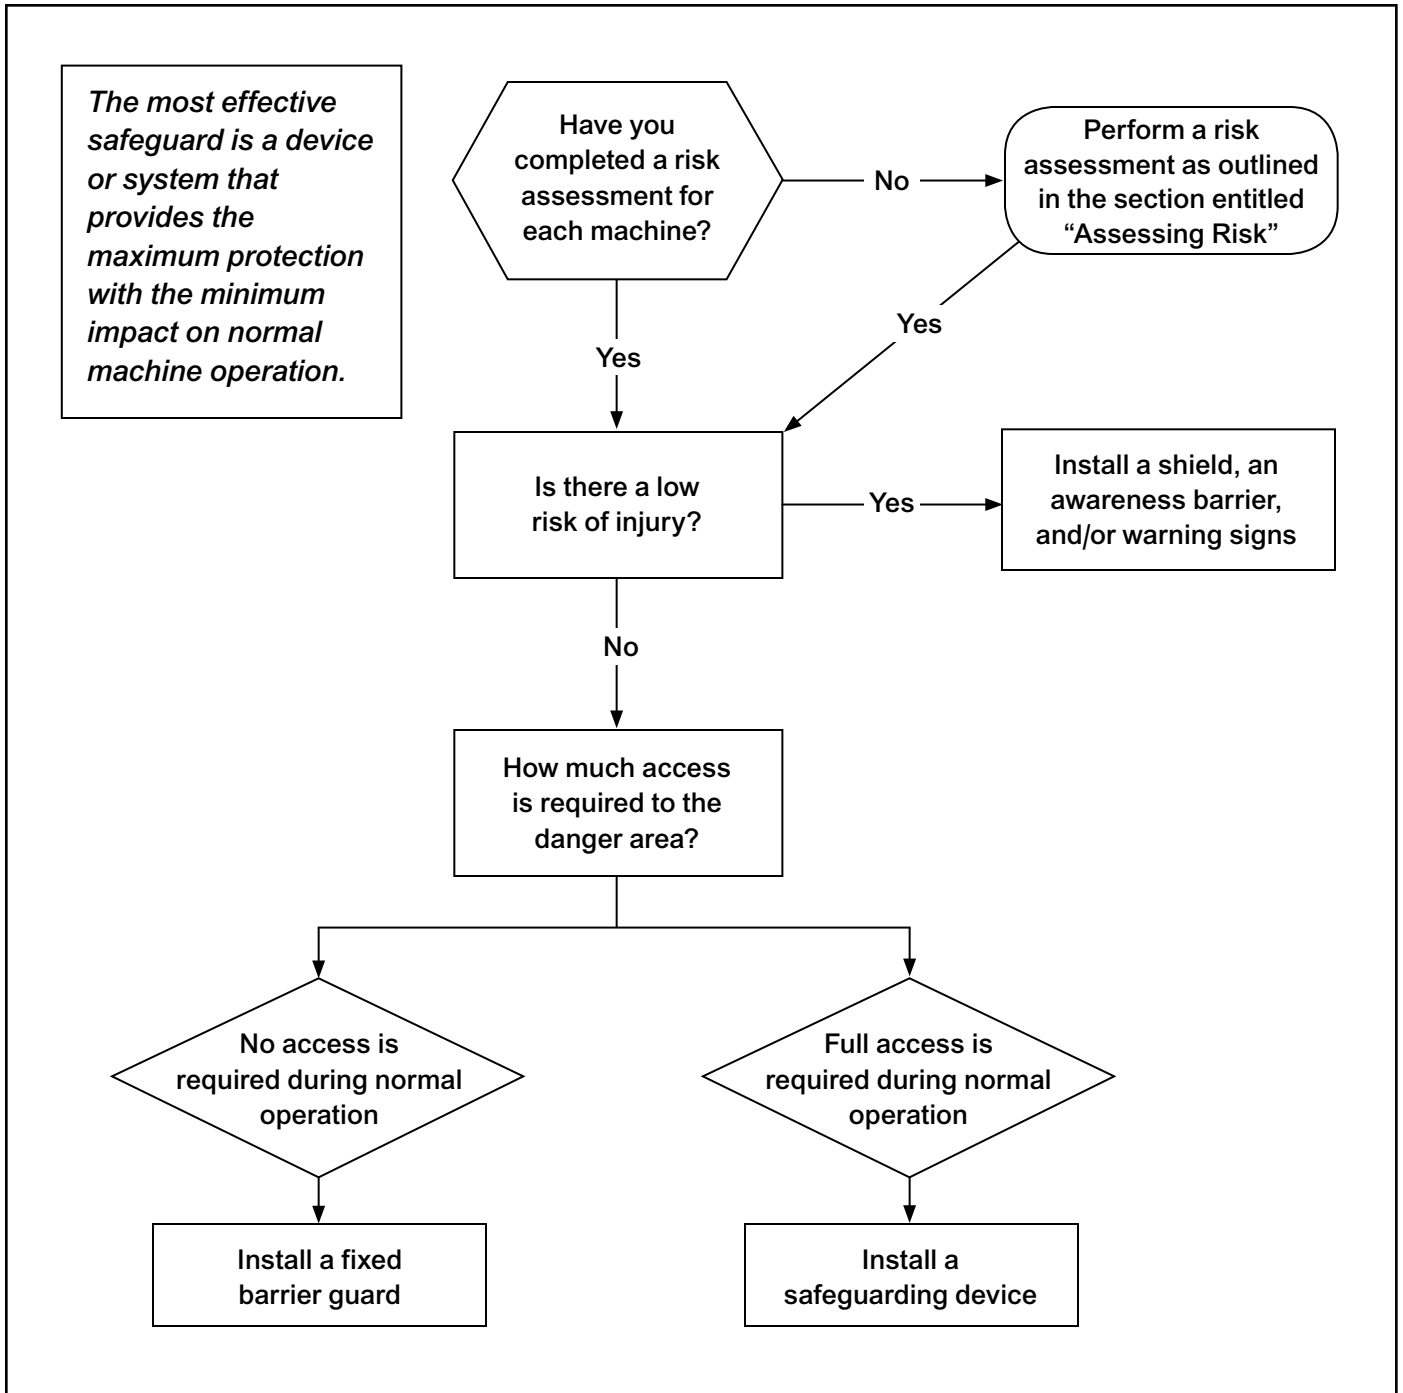 The most effective
safeguard is a device
or system that
provides the
maximum protection
with the minimum
impact on normal
machine operation.
Have you
completed a risk
assessment for
each machine?
No
Perform a risk
assessment as outlined
in the section entitled
“Assessing Risk”
Yes
Yes
Is there a low
risk of injury?
Yes
Install a shield, an
awareness barrier,
and/or warning signs
No
How much access
is required to the
danger area?
No access is
required during normal
operation
Full access is
required during normal
operation
Install a fixed
barrier guard
Install a
safeguarding device